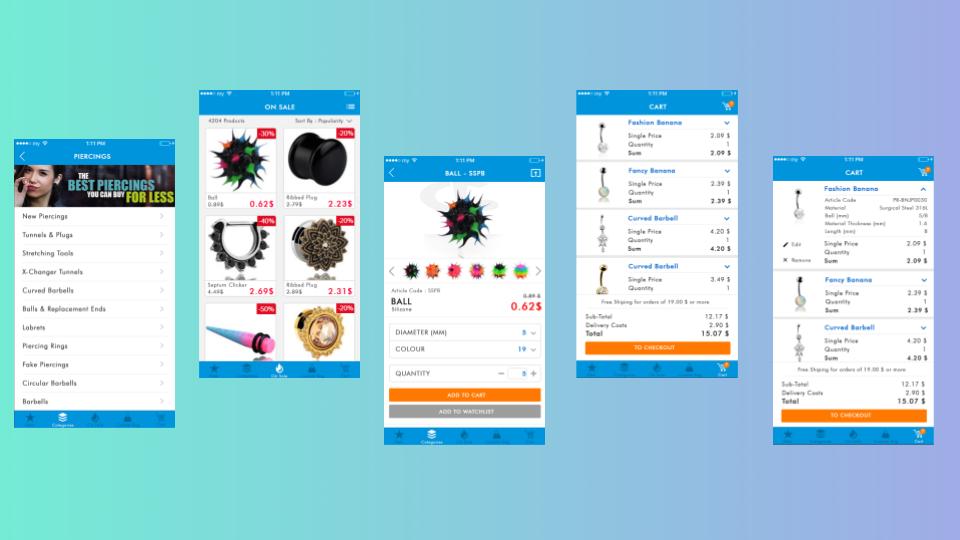 my 1:11 PM
PIERCINGS
THE
BEST PIERCINGS
YOU CAN BUY FOR LESS
New Piercings
Tunnels & Plugs
Stretching Tools
X-Changer Tunnels
Curved Barbells
Balls & Replacement Ends
Labrets
Piercing Rings
Fake Piercings
Circular Barbells
Barbells
Categories
my 1:11 PM
ON SALE
4204 Products Sort By : Popularity
-30% -20%
Ball Ribbed Plug
0.89$ 0.62$ 2.79$ 2.23$
-40% -20%
Septum Clicker Ribbed Plug
4.49$ 2.69$ 2.89$ 2.31$
-50% -20%
On Sale
my 1:11 PM
BALL - SSPB
Article Code : SSPB 0.89 $
BALL 0.62$
Silicone
DIAMETER (MM) 5
COLOUR 19
QUANTITY - 5 +
ADD TO CART
ADD TO WATCHLIST
Categories
my 1:11 PM
CART
Fashion Banana
Single Price 2.09 $
Quantity 1
Sum 2.09 $
Fancy Banana
Single Price 2.39 $
Quantity 1
Sum 2.39 $
Curved Barbell
Single Price 4.20 $
Quantity 1
Sum 4.20 $
Curved Barbell
Single Price 3.49 $
Quantity 1
Free Shiping for orders of 19.00 $ or more
Sub-Total 12.17 $
Delivery Costs 2.90 $
Total 15.07 $
TO CHECKOUT
Cart
my 1:11 PM
CART
Fashion Banana
Article Code
Material Surgical Steel 316L
Ball (mm) 5/8
Material Thickness (mm) 1.6
Length (mm) 8
Edit Single Price 2.09 $
Quantity 1
Remove Sum 2.09 $
Fancy Banana
Single Price 2.39 $
Quantity 1
Sum 2.39 $
Curved Barbell
Single Price 4.20 $
Quantity 1
Sum 4.20 $
Free Shiping for orders of 19.00 $ or more
Sub-Total 12.17 $
Delivery Costs 2.90 $
Total 15.07 $
TO CHECKOUT
Cart